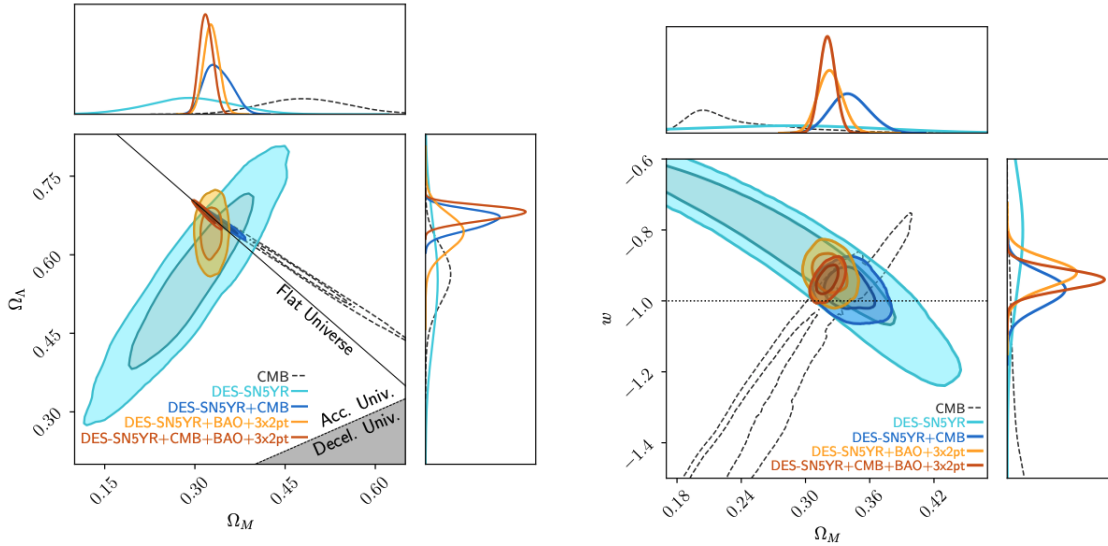 0.75
0.60
0.45
0.30
Ω_Λ
Flat Universe
CMB
DES-SN5YR
DES-SN5YR+CMB
DES-SN5YR+BAO+3x2pt
DES-SN5YR+CMB+BAO+3x2pt
Acc. Univ.
Decel. Univ.
0.15
0.30
0.45
0.60
Ω_M
−0.6
−0.8
−1.0
−1.2
−1.4
w
CMB
DES-SN5YR
DES-SN5YR+CMB
DES-SN5YR+BAO+3x2pt
DES-SN5YR+CMB+BAO+3x2pt
0.18
0.24
0.30
0.36
0.42
Ω_M